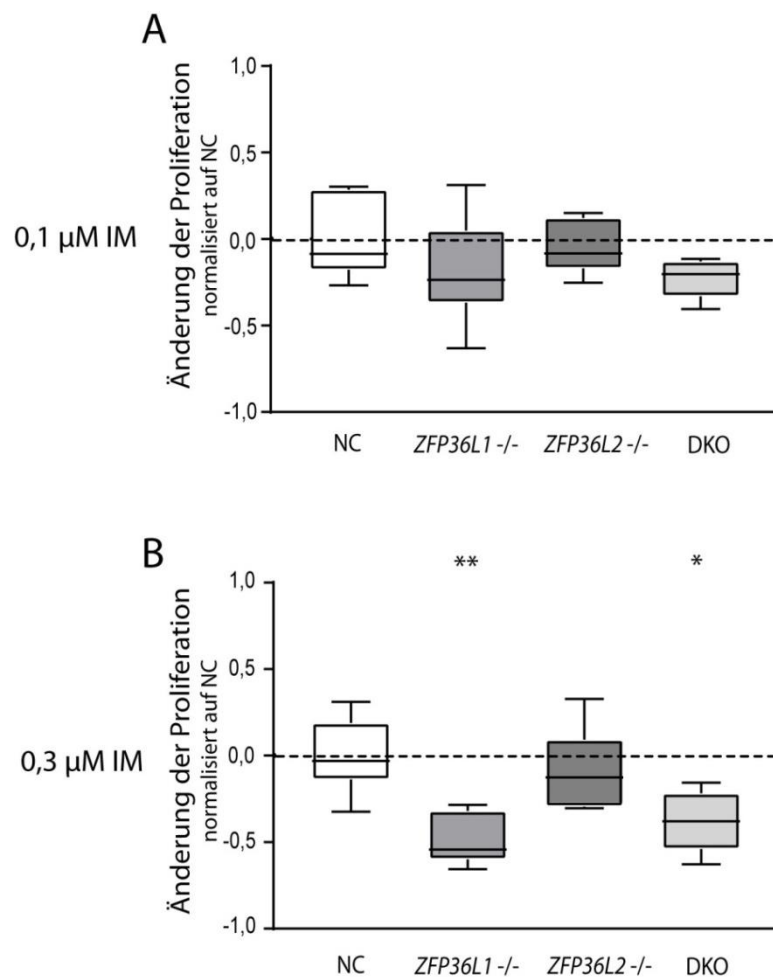 A
Änderung der Proliferation
normalisiert auf NC
1,0
0,5
0,0
-0,5
-1,0
0,1 µM IM
NC
ZFP36L1 -/-
ZFP36L2 -/-
DKO
B
**
*
Änderung der Proliferation
normalisiert auf NC
1,0
0,5
0,0
-0,5
-1,0
0,3 µM IM
NC
ZFP36L1 -/-
ZFP36L2 -/-
DKO